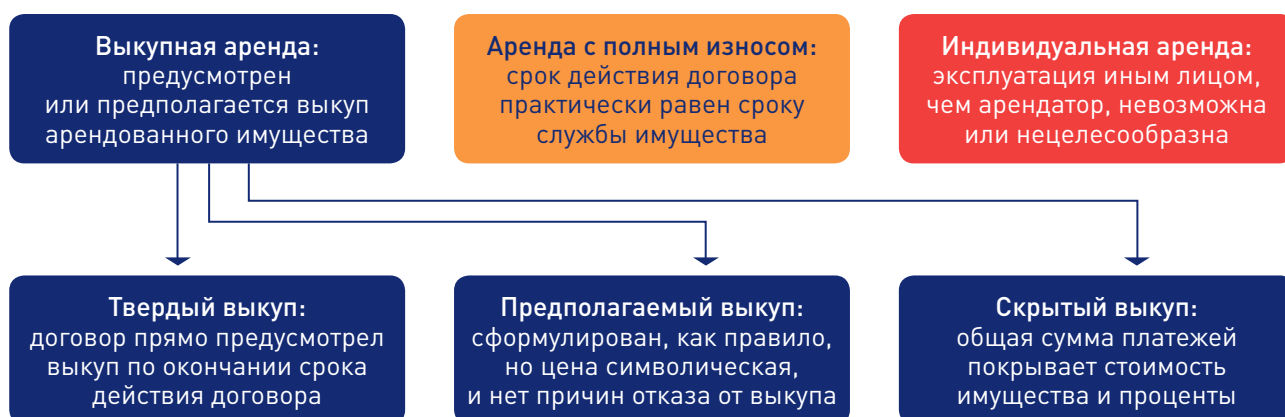 Выкупная аренда:
предусмотрен
или предполагается выкуп
арендованного имущества
Аренда с полным износом:
срок действия договора
практически равен сроку
службы имущества
Индивидуальная аренда:
эксплуатация иным лицом,
чем арендатор, невозможна
или нецелесообразна
Твердый выкуп:
договор прямо предусмотрел
выкуп по окончании срока
действия договора
Предполагаемый выкуп:
сформулирован, как правило,
но цена символическая,
и нет причин отказа от выкупа
Скрытый выкуп:
общая сумма платежей
покрывает стоимость
имущества и проценты